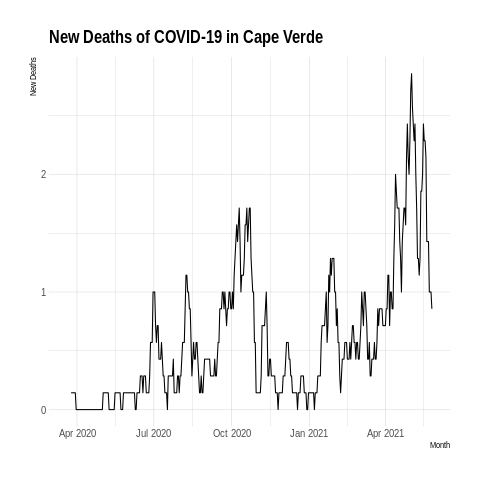 New Deaths of COVID-19 in Cape Verde
New Deaths
2
1
0
Apr 2020 Jul 2020 Oct 2020 Jan 2021 Apr 2021
Month